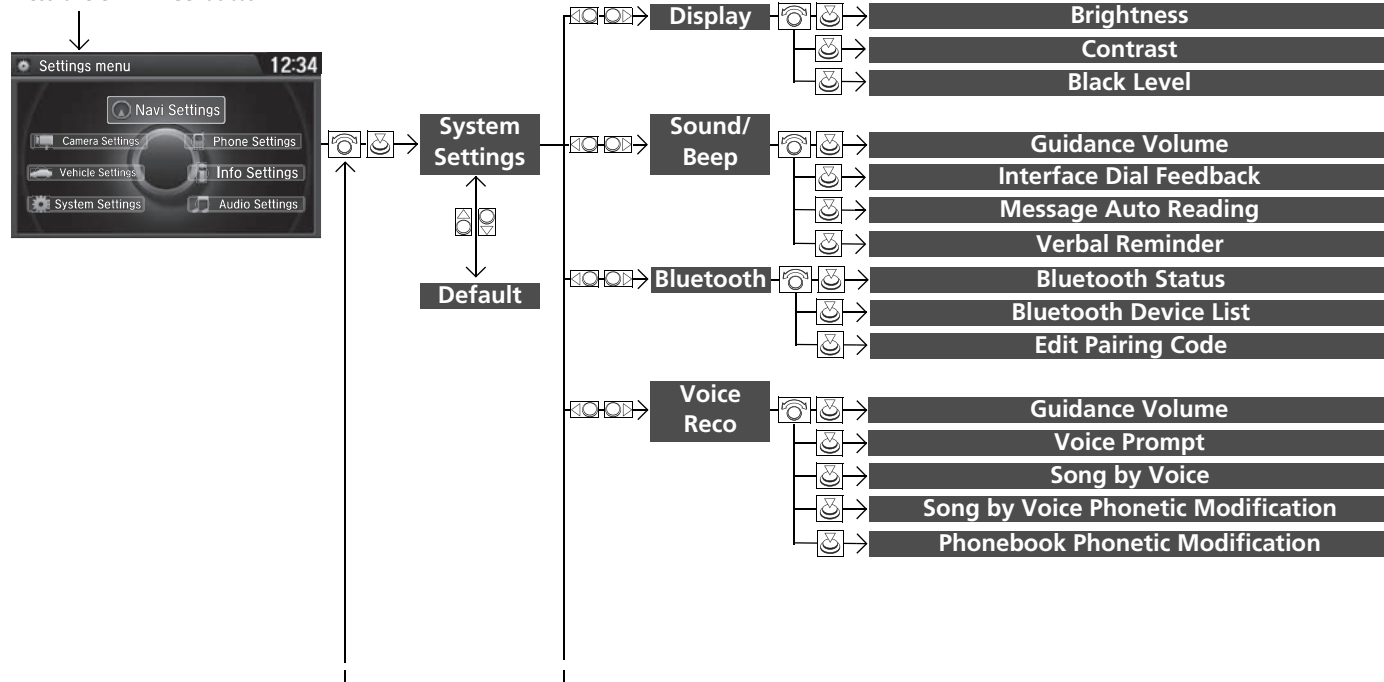 Settings menu
12:34
Navi Settings
Camera Settings
Phone Settings
Vehicle Settings
Info Settings
System Settings
Audio Settings
System
Settings
Default
Display
Brightness
Contrast
Black Level
Sound/
Beep
Guidance Volume
Interface Dial Feedback
Message Auto Reading
Verbal Reminder
Bluetooth
Bluetooth Status
Bluetooth Device List
Edit Pairing Code
Voice
Reco
Guidance Volume
Voice Prompt
Song by Voice
Song by Voice Phonetic Modification
Phonebook Phonetic Modification